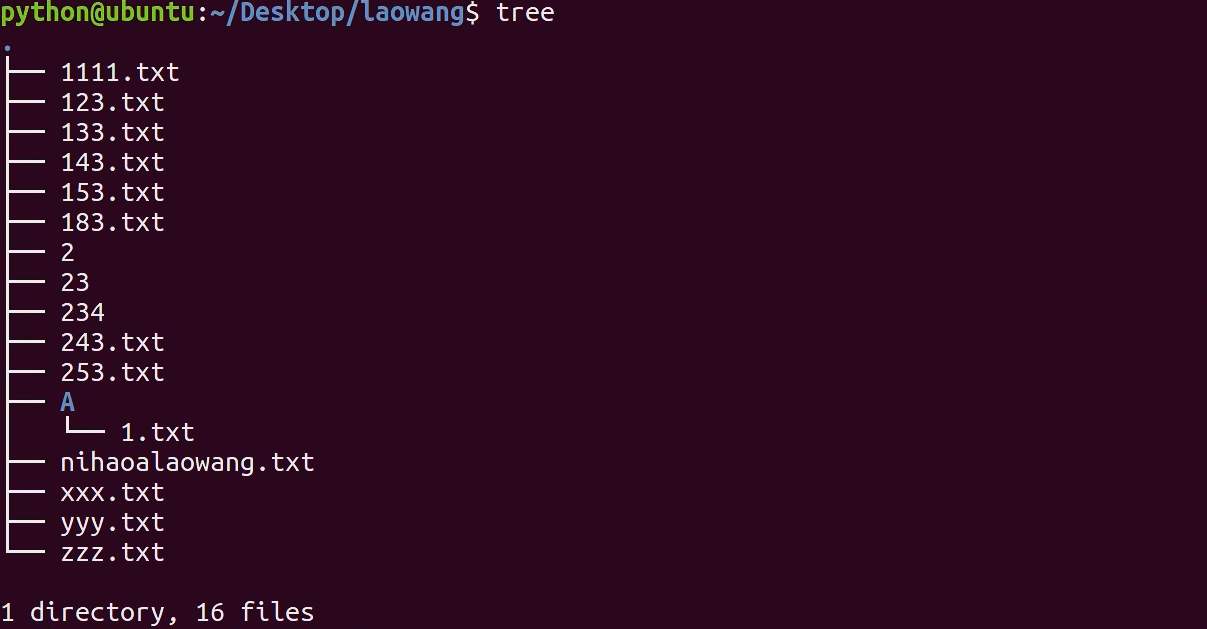 python@ubuntu:~/Desktop/laowang$ tree
.
├── 1111.txt
├── 123.txt
├── 133.txt
├── 143.txt
├── 153.txt
├── 183.txt
├── 2
├── 23
├── 234
├── 243.txt
├── 253.txt
├── A
│   └── 1.txt
├── nihaoalaowang.txt
├── xxx.txt
├── yyy.txt
└── zzz.txt

1 directory, 16 files